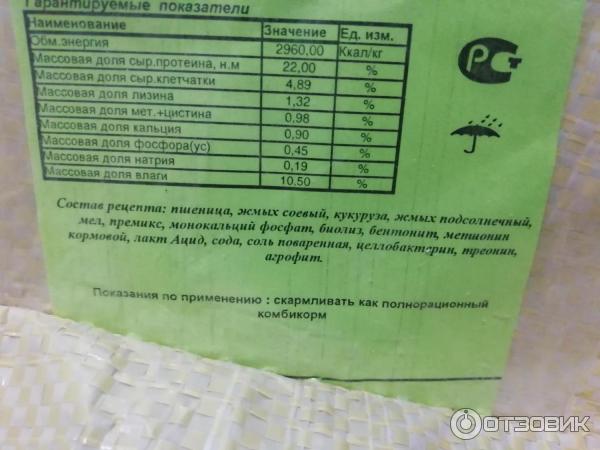 Гарантируемые показатели
Наименование Значение Ед. изм.
Обм.энергия 2960,00 Ккал/кг
Массовая доля сыр.протеина, н.м 22,00 %
Массовая доля сыр.клетчатки 4,89 %
Массовая доля лизина 1,32 %
Массовая доля мет.+цистина 0,98 %
Массовая доля кальция 0,90 %
Массовая доля фосфора(ус) 0,45 %
Массовая доля натрия 0,19 %
Массовая доля влаги 10,50 %
РСТ
Состав рецепта: пшеница, жмых соевый, кукуруза, жмых подсолнечный,
мел, премикс, монокальций фосфат, биолиз, бентонит, метионин
кормовой, лакт Ацид, сода, соль поваренная, целлобактерин, треонин,
агрофит.
Показания по применению : скармливать как полнорационный
комбикорм
ОТЗОВИК